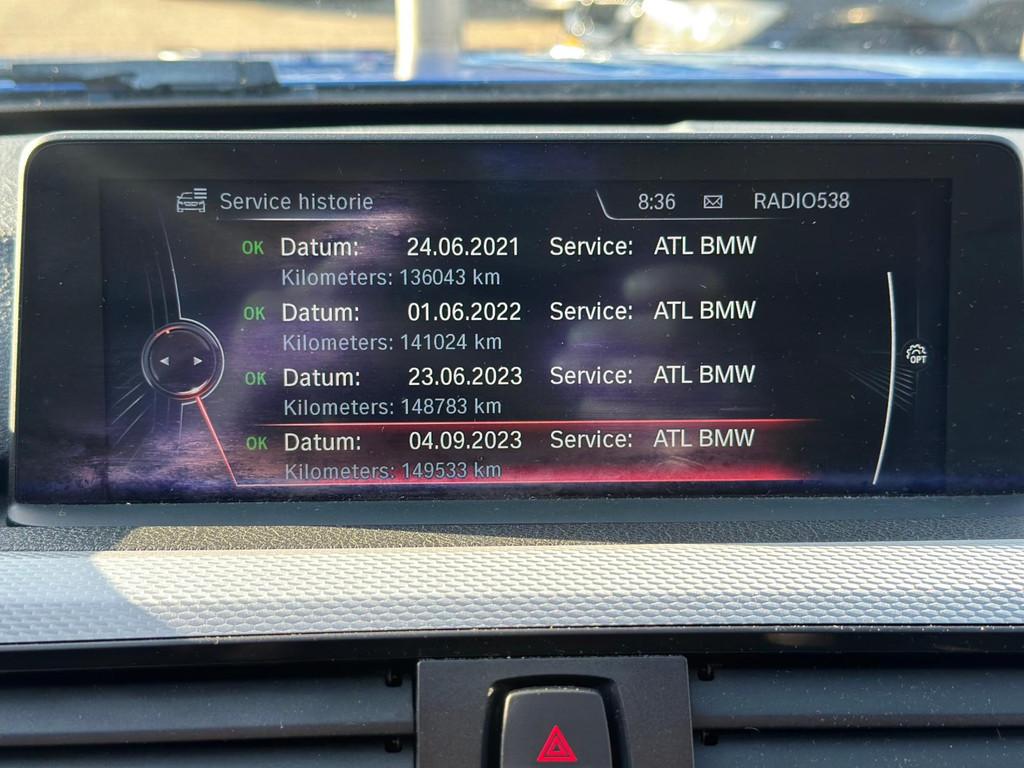 Service historie 8:36 RADIO538
OK Datum: 24.06.2021 Service: ATL BMW
Kilometers: 136043 km
OK Datum: 01.06.2022 Service: ATL BMW
Kilometers: 141024 km
OK Datum: 23.06.2023 Service: ATL BMW
Kilometers: 148783 km
OPT
OK Datum: 04.09.2023 Service: ATL BMW
Kilometers: 149533 km